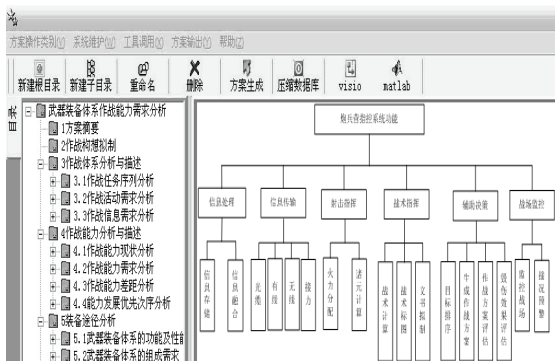 方案操作类别(V) 系统维护(W) 工具调用(X) 方案输出(Y) 帮助(Z)
新建根目录 新建子目录 重命名 删除 方案生成 压缩数据库 visio matlab
目录
武器装备体系作战能力需求分析
1方案摘要
2作战构想拟制
3作战体系分析与描述
3.1作战任务序列分析
3.2作战活动需求分析
3.3作战信息需求分析
4作战能力分析与描述
4.1作战能力现状分析
4.2作战能力需求分析
4.3作战能力差距分析
4.4能力发展优先次序分析
5装备途径分析
5.1武器装备体系的功能及性能
5.2武器装备体系的组成需求
炮兵营指控系统功能
信息处理 信息传输 射击指挥 战术指挥 辅助决策 战场监控
信息存储
信息融合
光缆
有线
无线
接力
火力分配
诸元计算
战术计算
战术标图
文书拟制
目标排序
生成作战方案
作战方案评估
毁伤效果评估
监控战场
情况预警